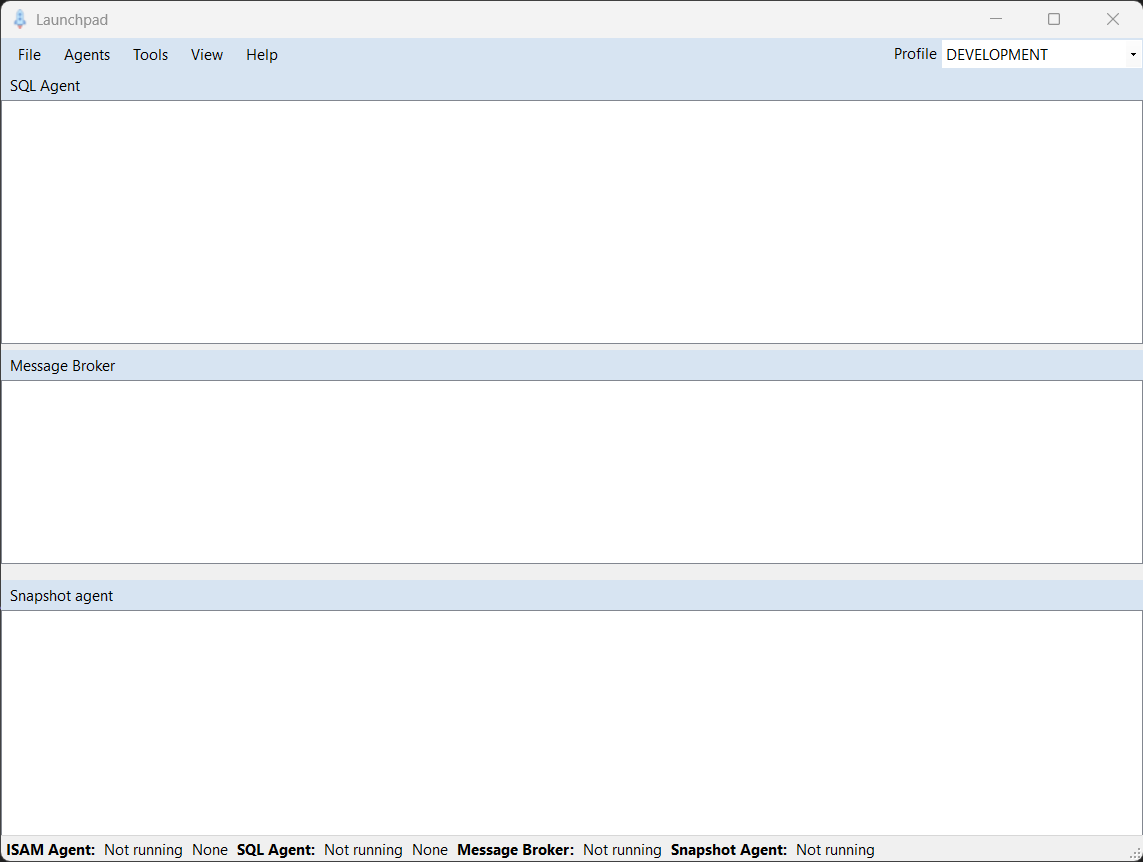 Launchpad
File Agents Tools View Help Profile DEVELOPMENT
SQL Agent
Message Broker
Snapshot agent
ISAM Agent: Not running None SQL Agent: Not running None Message Broker: Not running Snapshot Agent: Not running